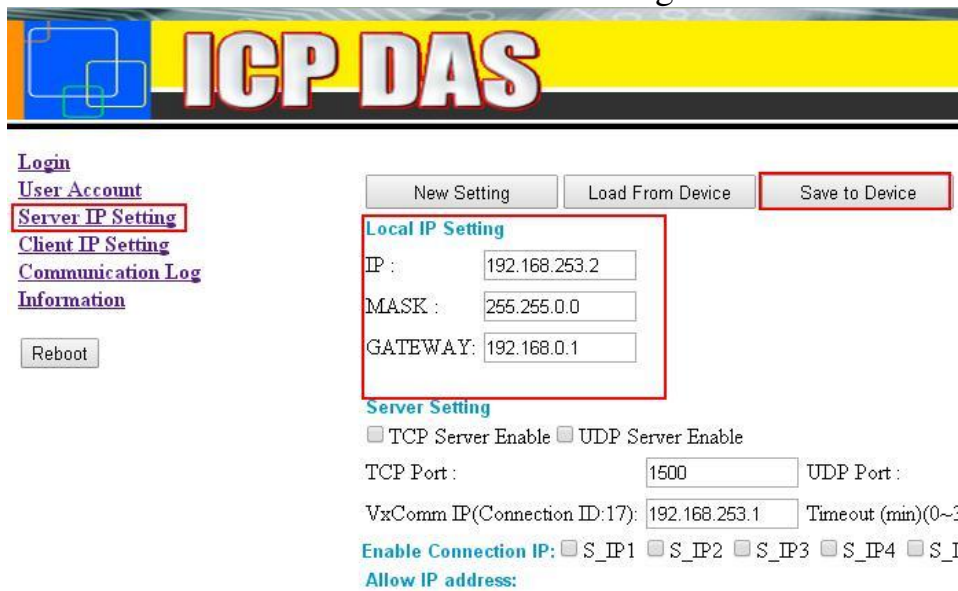 ICP DAS
Login
User Account
Server IP Setting
Client IP Setting
Communication Log
Information
Reboot
New Setting Load From Device Save to Device
Local IP Setting
IP : 192.168.253.2
MASK : 255.255.0.0
GATEWAY: 192.168.0.1
Server Setting
TCP Server Enable UDP Server Enable
TCP Port : 1500 UDP Port :
VxComm IP(Connection ID:17): 192.168.253.1 Timeout (min)(0~3
Enable Connection IP: S_IP1 S_IP2 S_IP3 S_IP4 S_I
Allow IP address: